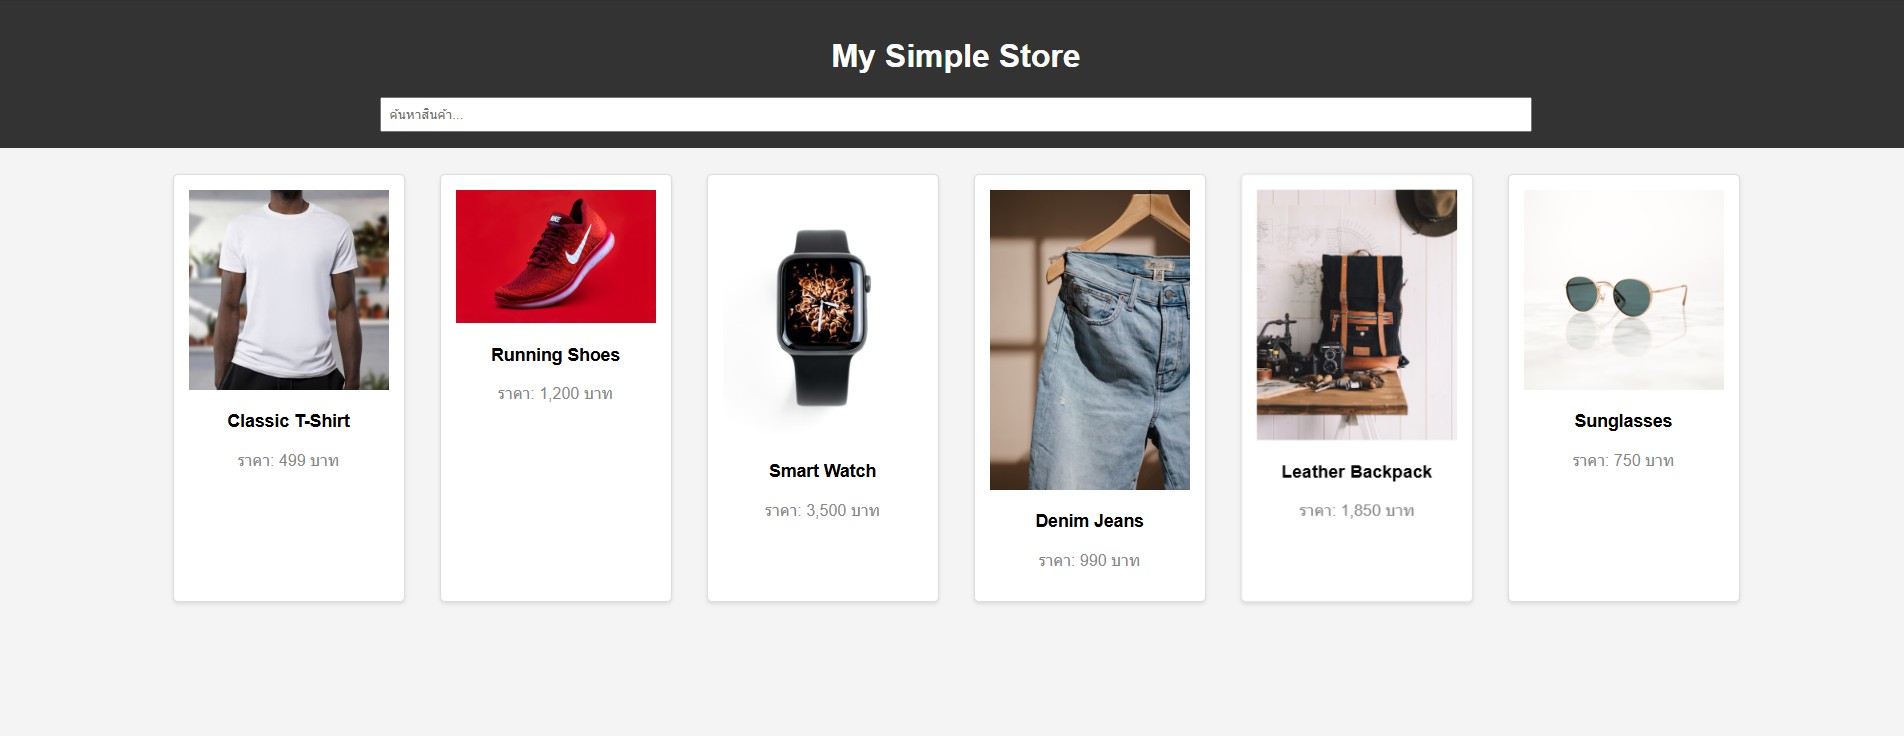 My Simple Store
ค้นหาสินค้า...
Classic T-Shirt
ราคา: 499 บาท
NIKE
Running Shoes
ราคา: 1,200 บาท
Smart Watch
ราคา: 3,500 บาท
Denim Jeans
ราคา: 990 บาท
Leather Backpack
ราคา: 1,850 บาท
Sunglasses
ราคา: 750 บาท